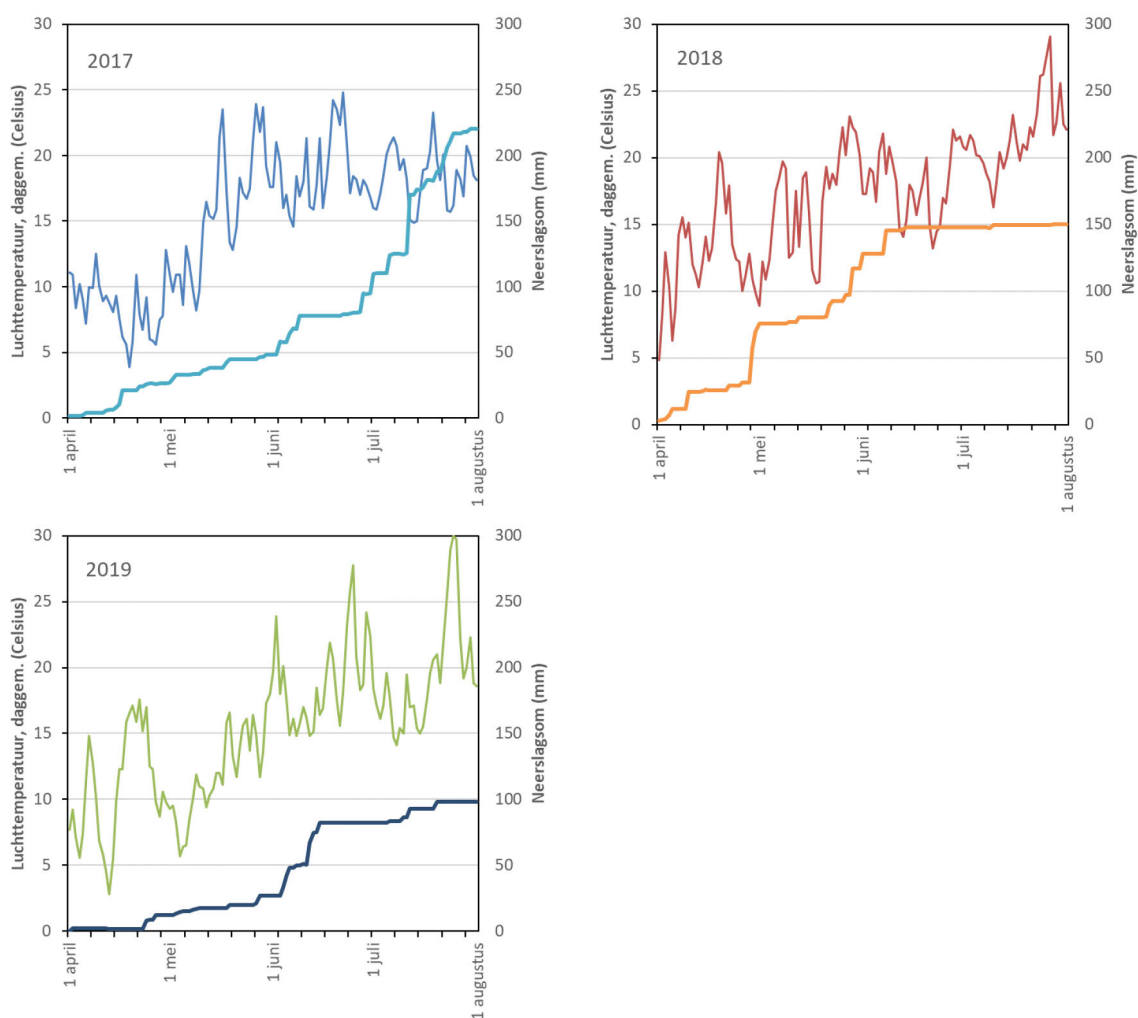 2017
Luchttemperatuur, daggem. (Celsius)
30
25
20
15
10
5
0
300
250
200
150
100
50
0
Neerslagsom (mm)
1 april
1 mei
1 juni
1 juli
1 augustus
2018
Luchttemperatuur, daggem. (Celsius)
30
25
20
15
10
5
0
300
250
200
150
100
50
0
Neerslagsom (mm)
1 april
1 mei
1 juni
1 juli
1 augustus
2019
Luchttemperatuur, daggem. (Celsius)
30
25
20
15
10
5
0
300
250
200
150
100
50
0
Neerslagsom (mm)
1 april
1 mei
1 juni
1 juli
1 augustus